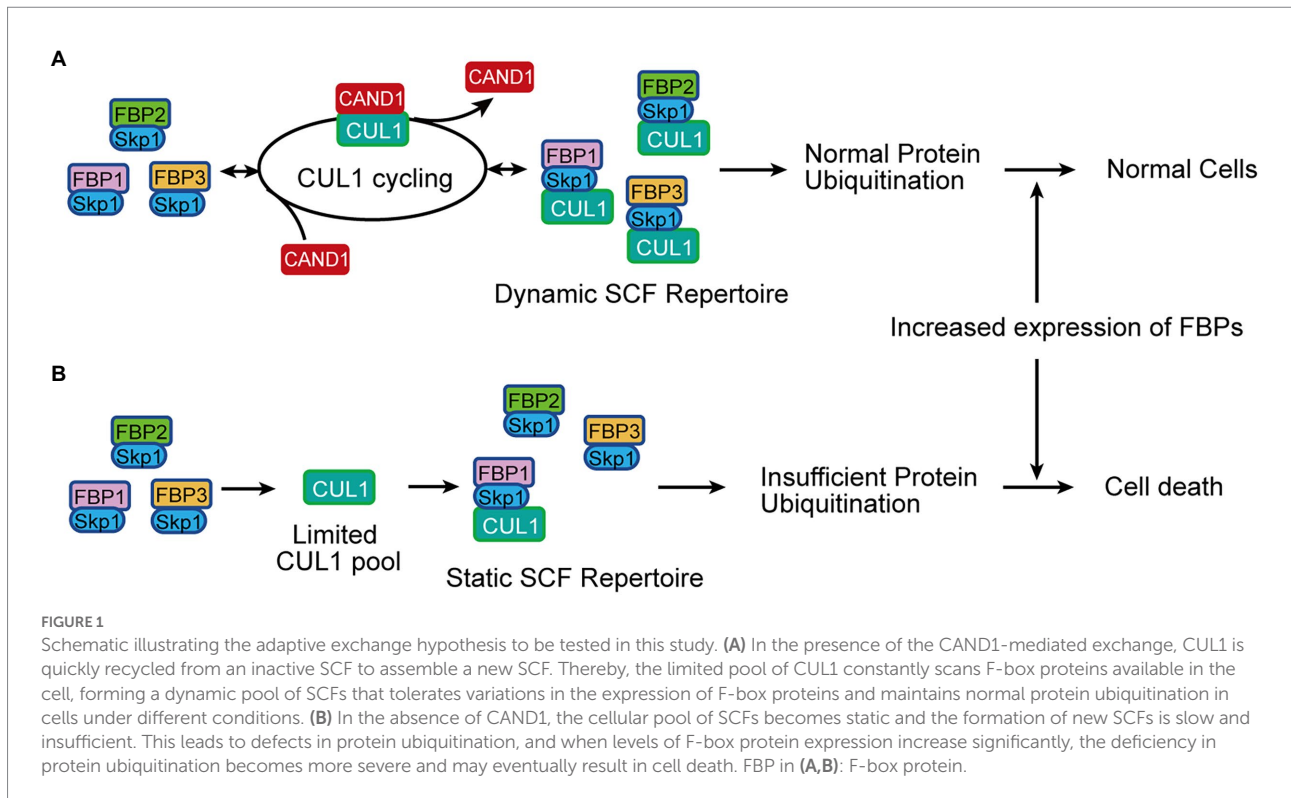 A
FBP2
Skp1
FBP1
Skp1
FBP3
Skp1
CAND1
CUL1
CUL1 cycling
CAND1
CAND1
FBP2
Skp1
CUL1
FBP1
Skp1
CUL1
FBP3
Skp1
CUL1
Dynamic SCF Repertoire
Normal Protein
Ubiquitination
Normal Cells
Increased expression of FBPs
B
FBP2
Skp1
FBP1
Skp1
FBP3
Skp1
CUL1
Limited
CUL1 pool
FBP2
Skp1
FBP3
Skp1
FBP1
Skp1
CUL1
Static SCF Repertoire
Insufficient Protein
Ubiquitination
Cell death
FIGURE 1
Schematic illustrating the adaptive exchange hypothesis to be tested in this study. (A) In the presence of the CAND1-mediated exchange, CUL1 is
quickly recycled from an inactive SCF to assemble a new SCF. Thereby, the limited pool of CUL1 constantly scans F-box proteins available in the
cell, forming a dynamic pool of SCFs that tolerates variations in the expression of F-box proteins and maintains normal protein ubiquitination in
cells under different conditions. (B) In the absence of CAND1, the cellular pool of SCFs becomes static and the formation of new SCFs is slow and
insufficient. This leads to defects in protein ubiquitination, and when levels of F-box protein expression increase significantly, the deficiency in
protein ubiquitination becomes more severe and may eventually result in cell death. FBP in (A,B): F-box protein.